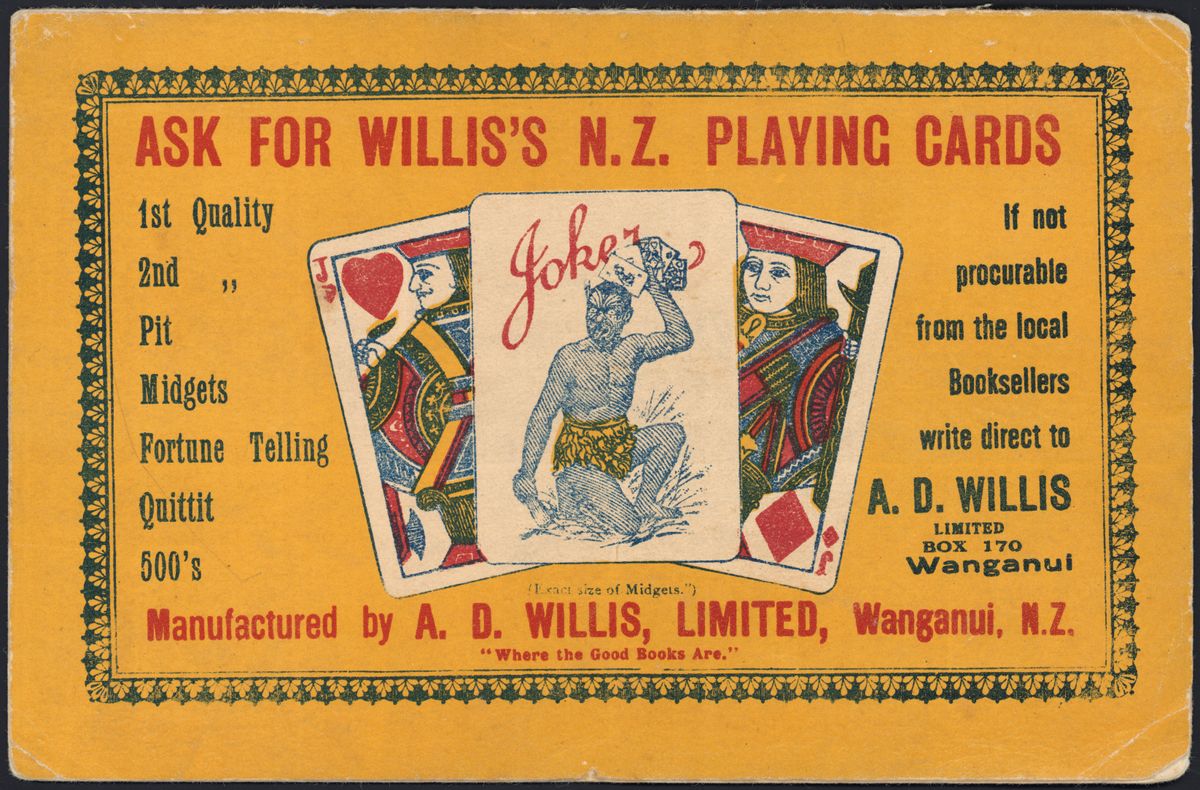 ASK FOR WILLIS'S N.Z. PLAYING CARDS
1st Quality
2nd „
Pit
Midgets
Fortune Telling
Quittit
500's
J
Joker
J
If not
procurable
from the local
Booksellers
write direct to
A. D. WILLIS
LIMITED
BOX 170
Wanganui
(Exact size of Midgets.")
Manufactured by A. D. WILLIS, LIMITED, Wanganui, N.Z.
"Where the Good Books Are."